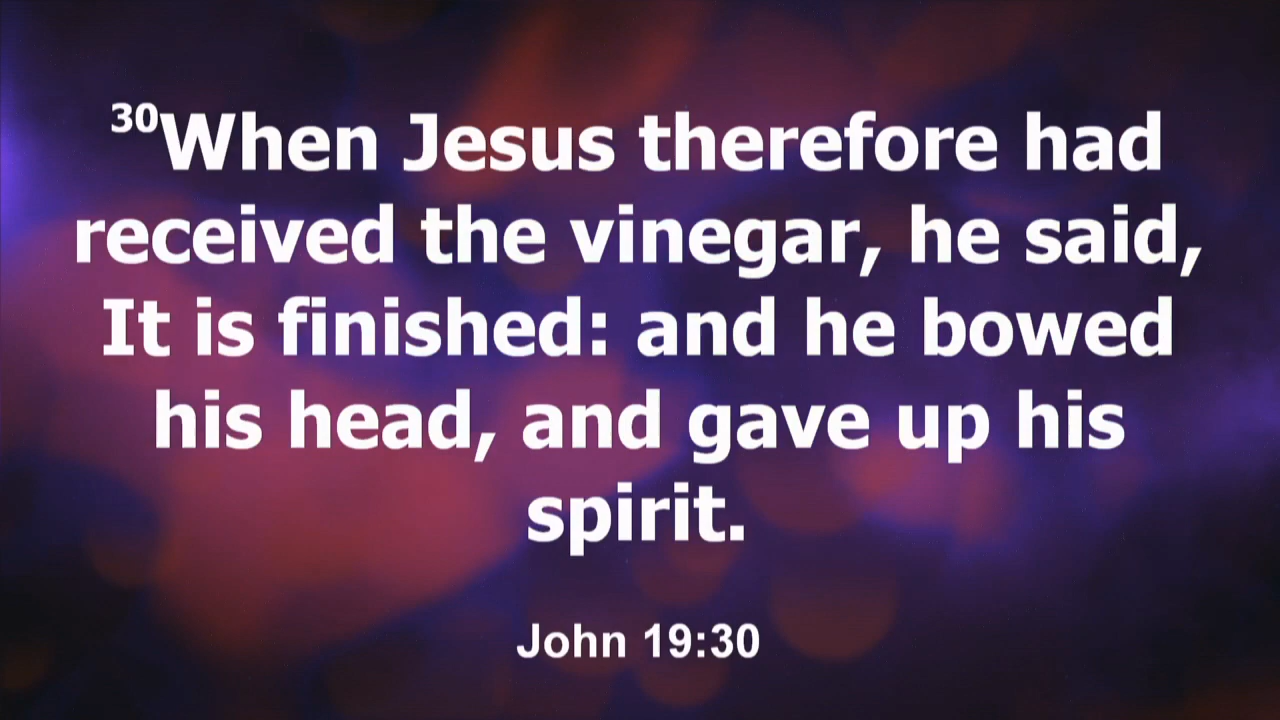 30When Jesus therefore had
received the vinegar, he said,
It is finished: and he bowed
his head, and gave up his
spirit.
John 19:30